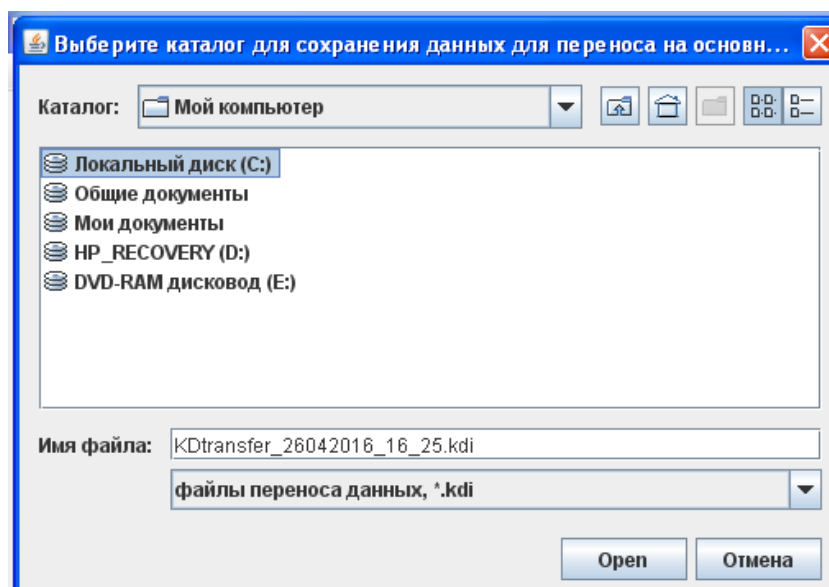 Выберите каталог для сохранения данных для переноса на основн...
Каталог: Мой компьютер
Локальный диск (C:)
Общие документы
Мои документы
HP_RECOVERY (D:)
DVD-RAM дисковод (E:)
Имя файла: KDtransfer_26042016_16_25.kdi
файлы переноса данных, *.kdi
Open Отмена